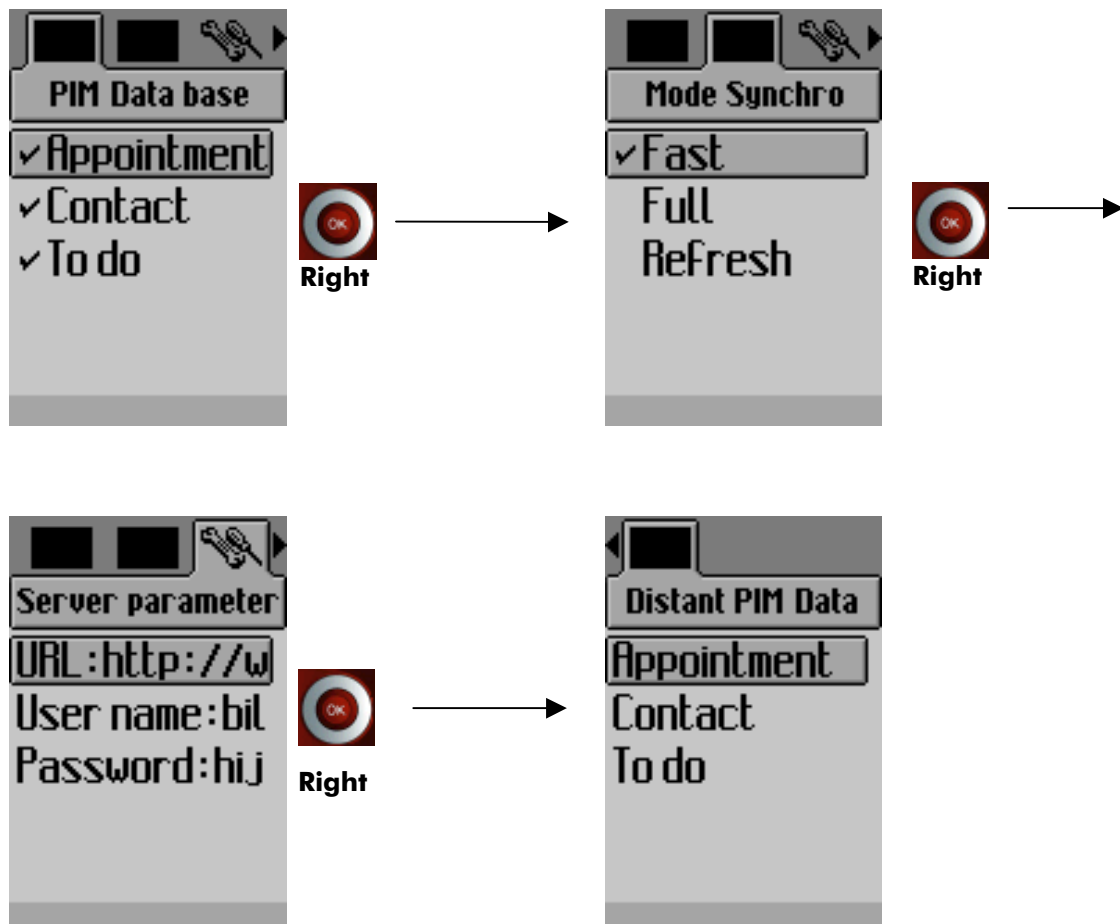 PIM Data base
Appointment
Contact
To do
OK
Right
Mode Synchro
Fast
Full
Refresh
OK
Right
Server parameter
URL:http://w
User name:bil
Password:hij
OK
Right
Distant PIM Data
Appointment
Contact
To do